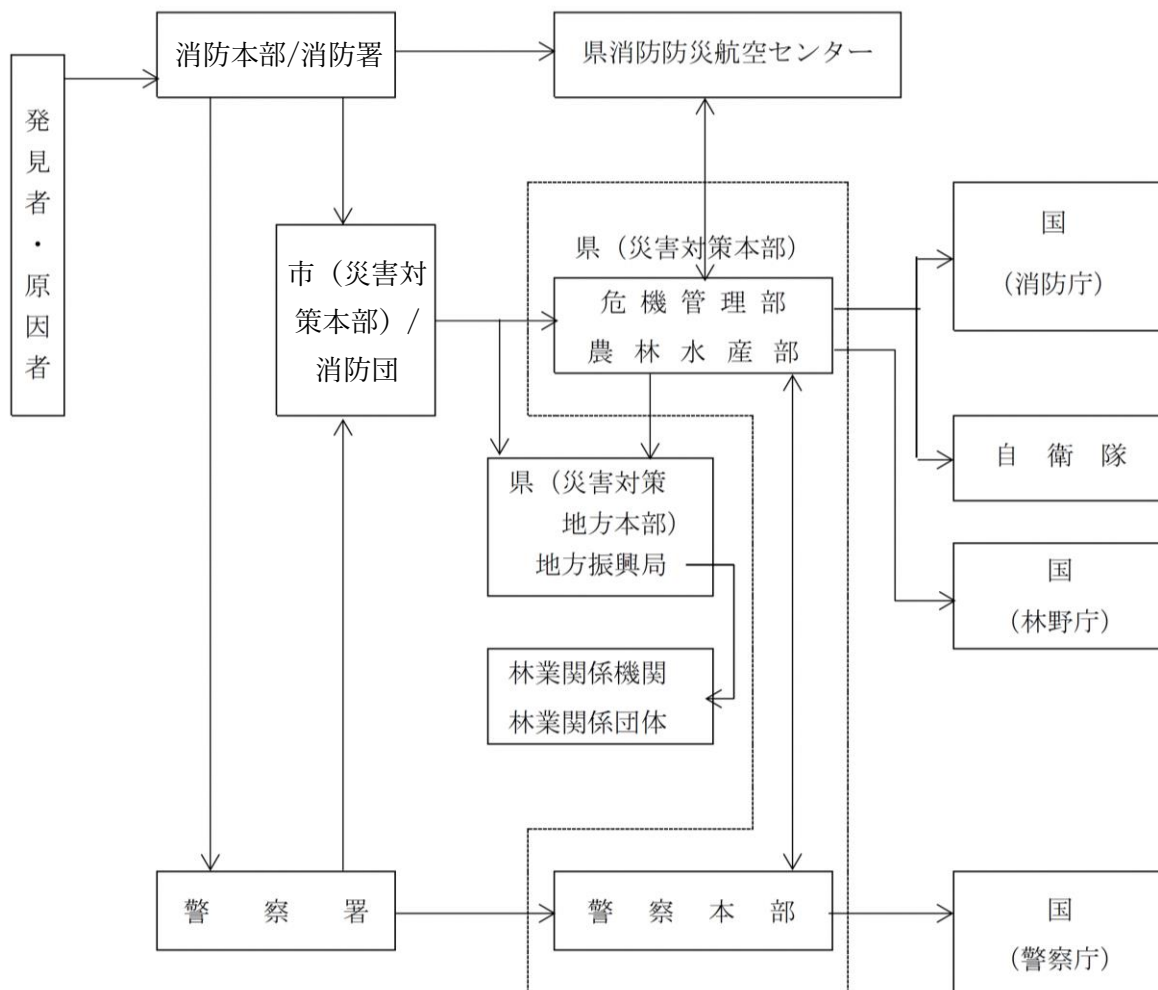 消防本部/消防署
県消防防災航空センター
発見者・原因者
国
(消防庁)
県(災害対策本部)
市(災害対
策本部)/
消防団
危機管理部
農林水産部
自衛隊
県(災害対策
地方本部)
地方振興局
国
(林野庁)
林業関係機関
林業関係団体
警察署
警察本部
国
(警察庁)